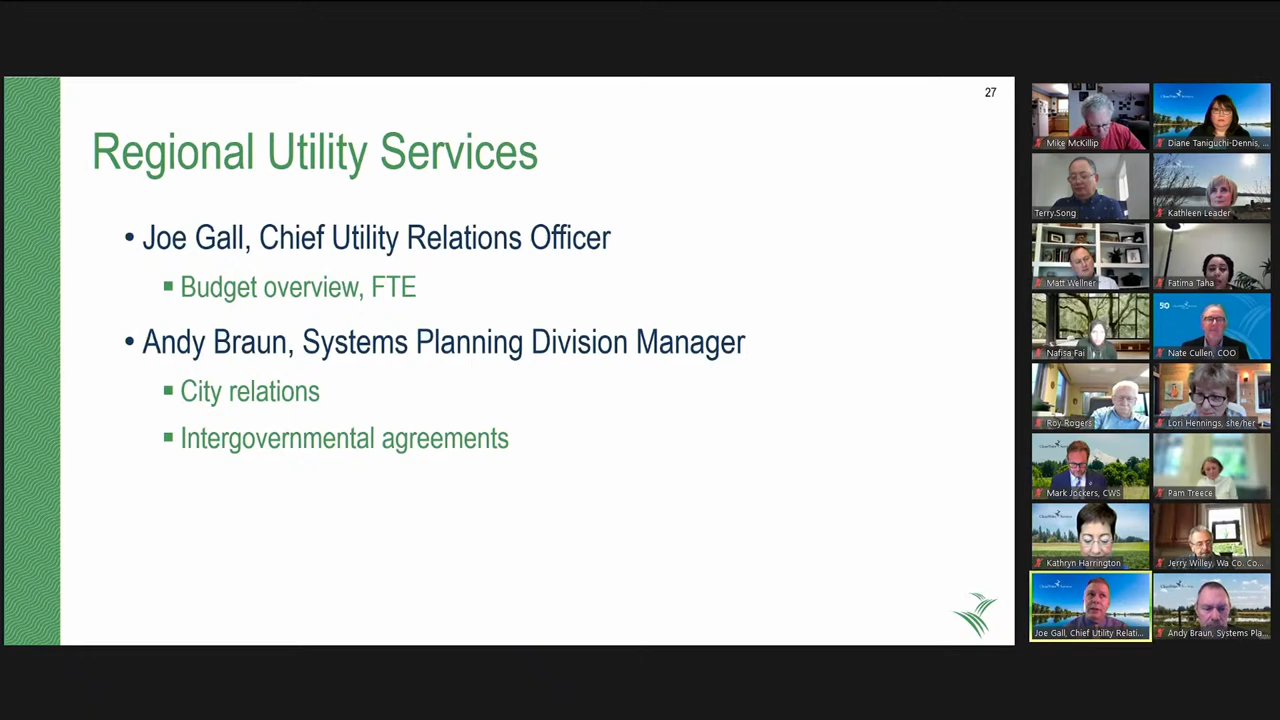 27
Regional Utility Services
• Joe Gall, Chief Utility Relations Officer
▪ Budget overview, FTE
• Andy Braun, Systems Planning Division Manager
▪ City relations
▪ Intergovernmental agreements
Mike McKillip
Diane Taniguchi-Dennis, ...
Terry.Song
Kathleen Leader
Matt Wellner
Fatima Taha
Nafisa Fai
50
Nate Cullen, COO
Roy Rogers
Lori Hennings, she/her
Mark Jockers, CWS
Pam Treece
Kathryn Harrington
Jerry Willey, Wa Co. Co...
Joe Gall, Chief Utility Relati...
Andy Braun, Systems Pla...